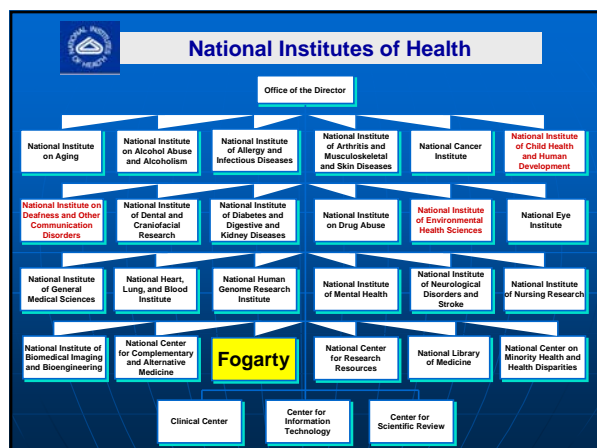 NATIONAL INSTITUTES
OF HEALTH
National Institutes of Health
Office of the Director
National Institute
on Aging
National Institute
on Alcohol Abuse
and Alcoholism
National Institute
of Allergy and
Infectious Diseases
National Institute
of Arthritis and
Musculoskeletal
and Skin Diseases
National Cancer
Institute
National Institute
of Child Health
and Human
Development
National Institute on
Deafness and Other
Communication
Disorders
National Institute
of Dental and
Craniofacial
Research
National Institute
of Diabetes and
Digestive and
Kidney Diseases
National Institute
on Drug Abuse
National Institute
of Environmental
Health Sciences
National Eye
Institute
National Institute
of General
Medical Sciences
National Heart,
Lung, and Blood
Institute
National Human
Genome Research
Institute
National Institute
of Mental Health
National Institute
of Neurological
Disorders and
Stroke
National Institute
of Nursing Research
National Institute of
Biomedical Imaging
and Bioengineering
National Center
for Complementary
and Alternative
Medicine
Fogarty
National Center
for Research
Resources
National Library
of Medicine
National Center on
Minority Health and
Health Disparities
Clinical Center
Center for
Information
Technology
Center for
Scientific Review